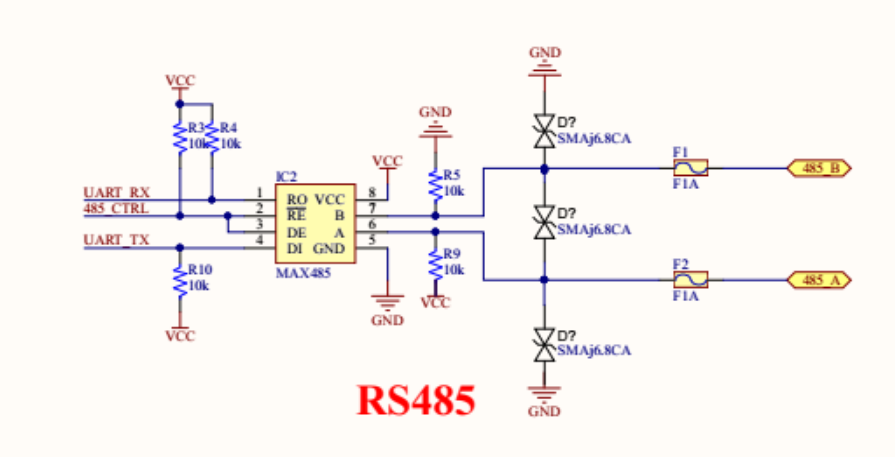 GND
VCC
D?
SMAj6.8CA
GND
R3
10k
R4
10k
F1
F1A
485_B
VCC
R5
10k
IC2
UART_RX
485_CTRL
UART_TX
1
2
3
4
RO VCC
RE B
DE A
DI GND
8
7
6
5
MAX485
D?
SMAj6.8CA
R9
10k
VCC
F2
F1A
485_A
R10
10k
VCC
GND
D?
SMAj6.8CA
RS485
GND